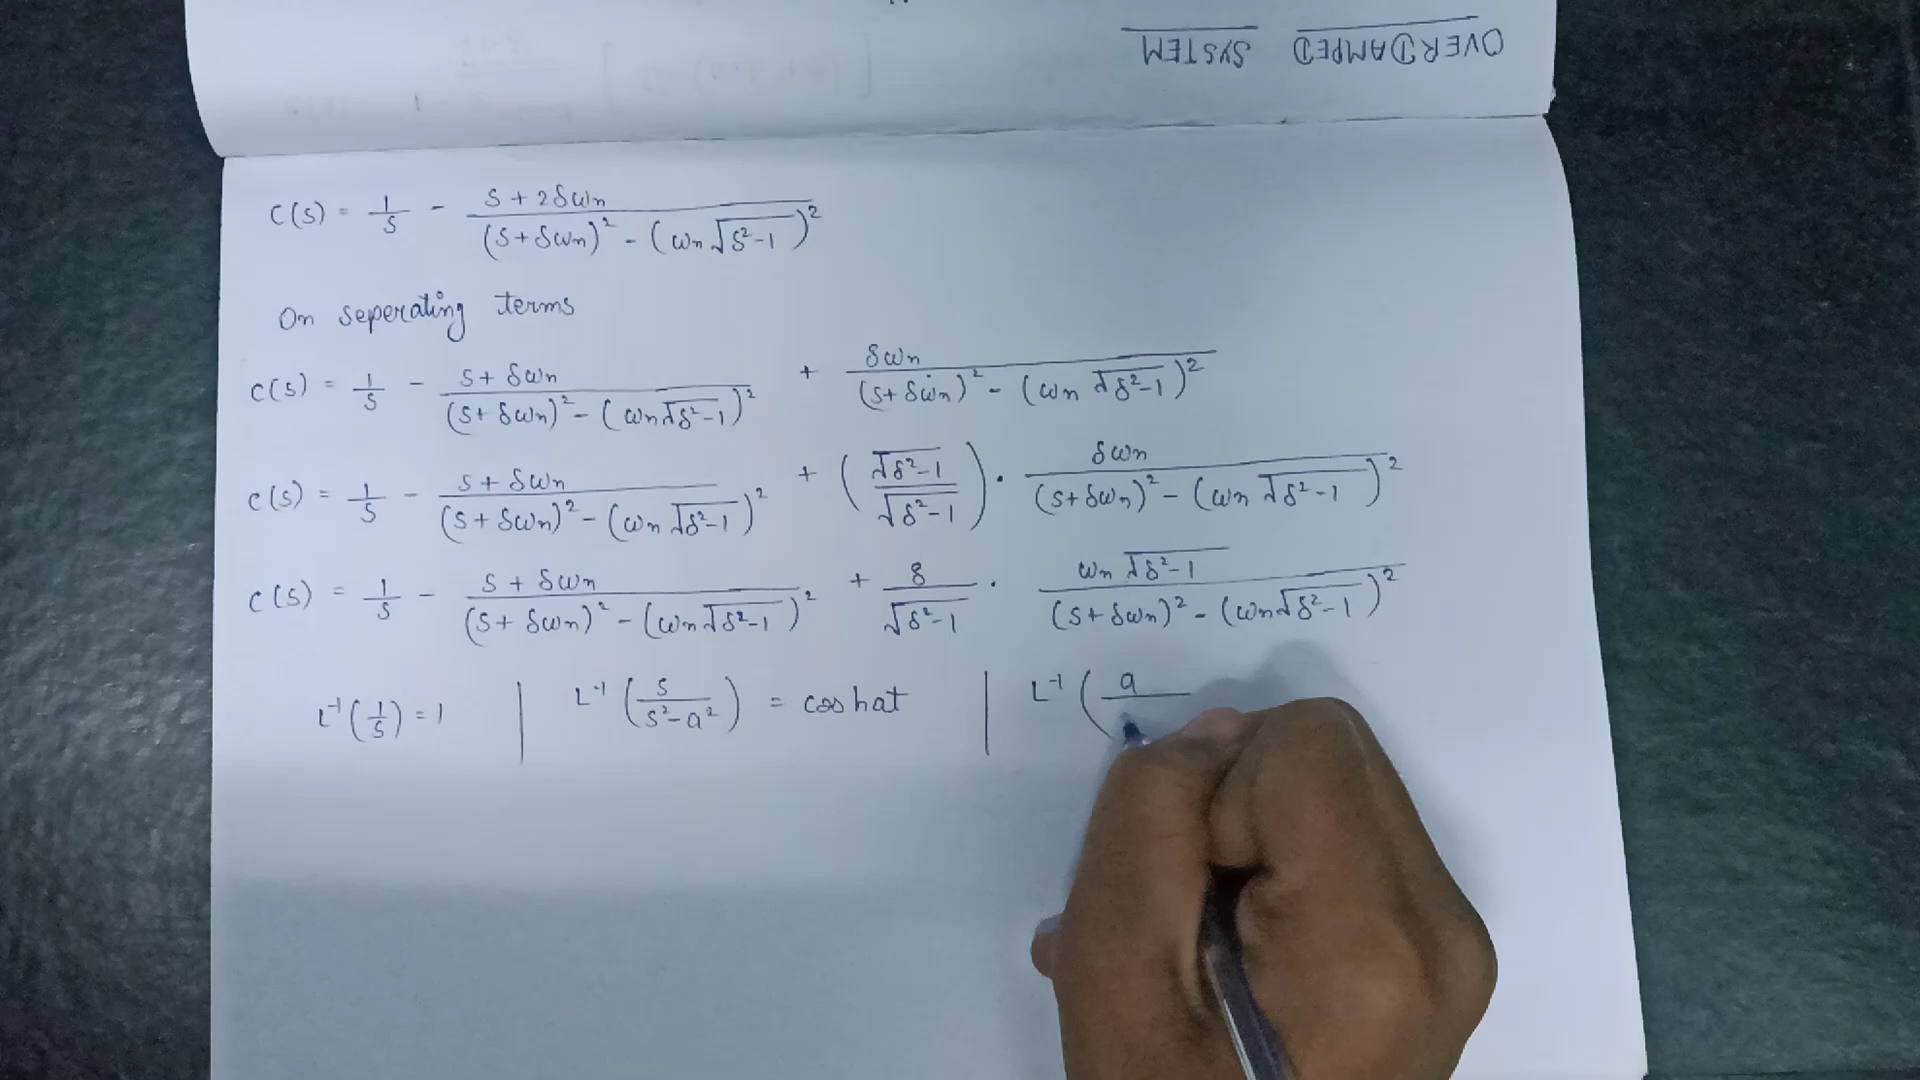 OVERDAMPED SYSTEM
C(s) = 1/s - (s + 2δωn)/((s + δωn)² - (ωn√(δ²-1))²)
On seperating terms
C(s) = 1/s - (s + δωn)/((s + δωn)² - (ωn√(δ²-1))²) + δωn/((s + δωn)² - (ωn√(δ²-1))²)
C(s) = 1/s - (s + δωn)/((s + δωn)² - (ωn√(δ²-1))²) + (√(δ²-1)/√(δ²-1)) · δωn/((s + δωn)² - (ωn√(δ²-1))²)
C(s) = 1/s - (s + δωn)/((s + δωn)² - (ωn√(δ²-1))²) + δ/√(δ²-1) · ωn√(δ²-1)/((s + δωn)² - (ωn√(δ²-1))²)
L⁻¹(1/s) = 1 | L⁻¹(s/(s²-a²)) = coshat | L⁻¹(a